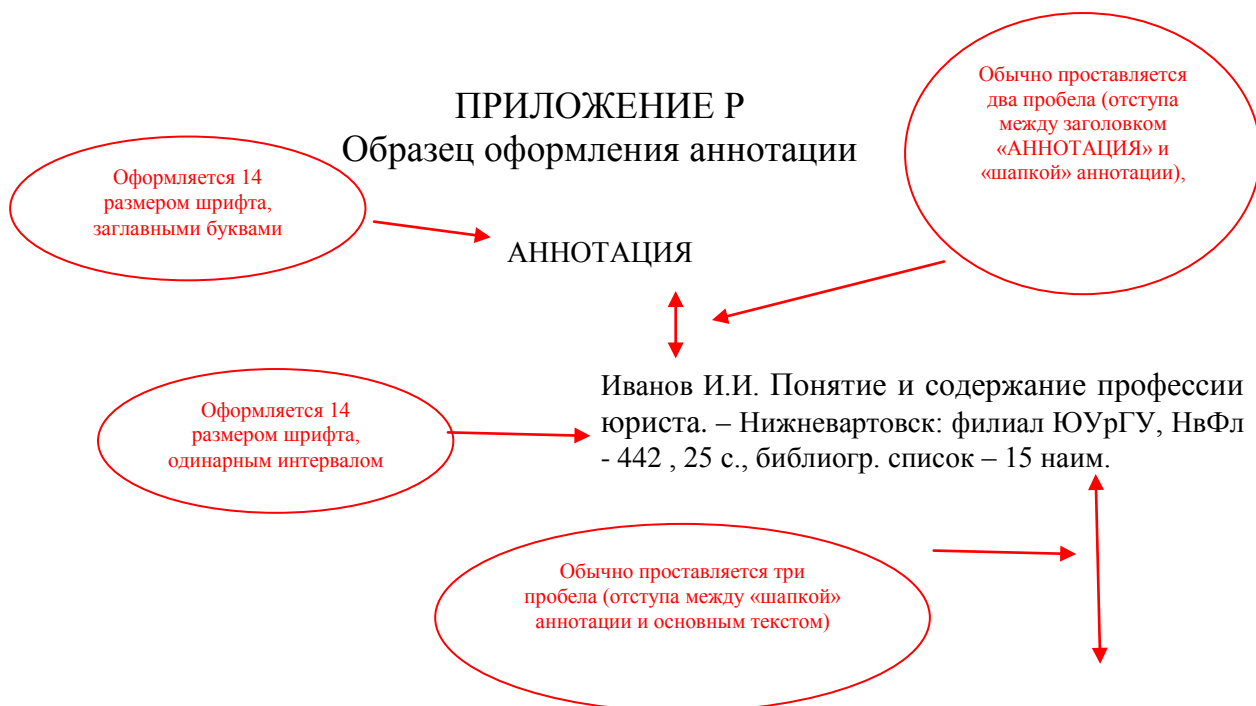 ПРИЛОЖЕНИЕ Р
Образец оформления аннотации
Обычно проставляется
два пробела (отступа
между заголовком
«АННОТАЦИЯ» и
«шапкой» аннотации),
Оформляется 14
размером шрифта,
заглавными буквами
АННОТАЦИЯ
Оформляется 14
размером шрифта,
одинарным интервалом
Иванов И.И. Понятие и содержание профессии
юриста. – Нижневартовск: филиал ЮУрГУ, НвФл
- 442 , 25 с., библиогр. список – 15 наим.
Обычно проставляется три
пробела (отступа между «шапкой»
аннотации и основным текстом)